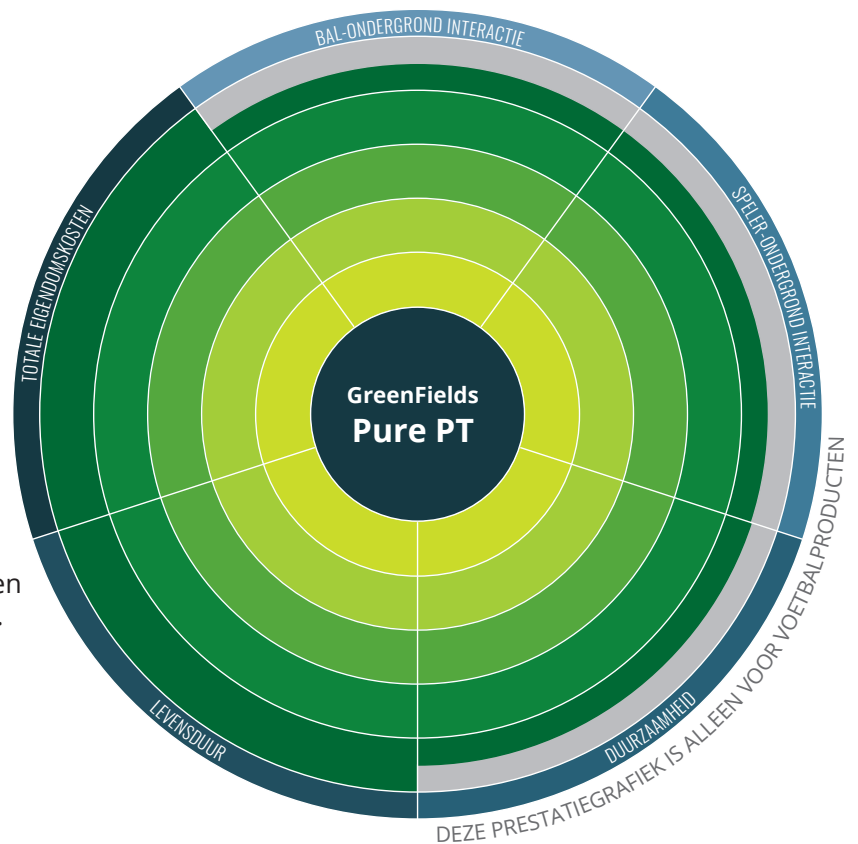 BAL-ONDERGROND INTERACTIE
SPELER-ONDERGROND INTERACTIE
TOTALE EIGENDOMSKOSTEN
GreenFields
Pure PT
en
.
LEVENSDUUR
DUURZAAMHEID
DEZE PRESTATIEGRAFIEK IS ALLEEN VOOR VOETBALPRODUCTEN